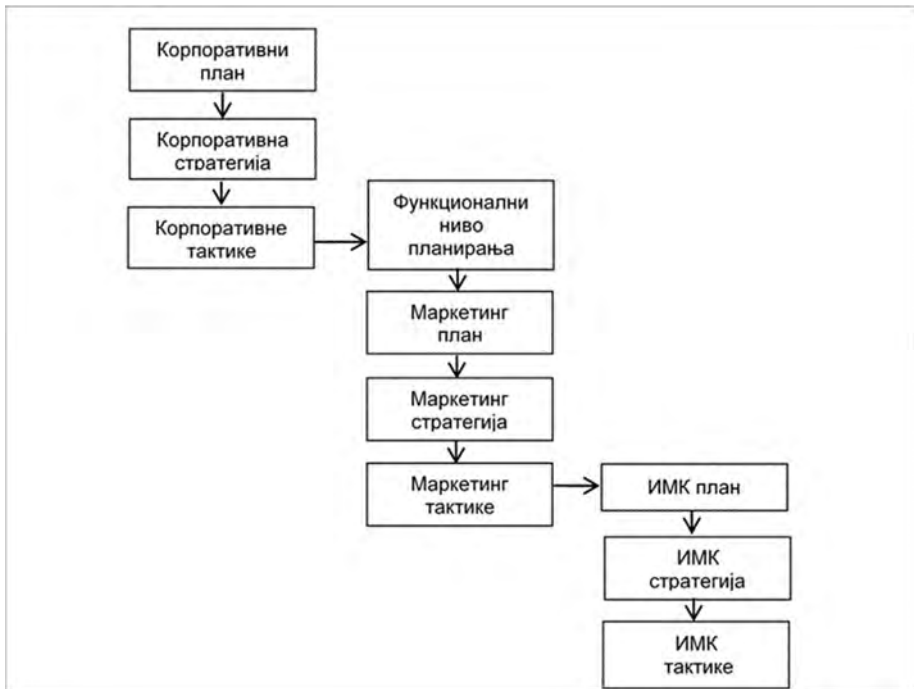 Корпоративни
план
Корпоративна
стратегија
Корпоративне
тактике
Функционални
ниво
планирања
Маркетинг
план
Маркетинг
стратегија
Маркетинг
тактике
ИМК план
ИМК
стратегија
ИМК
тактике